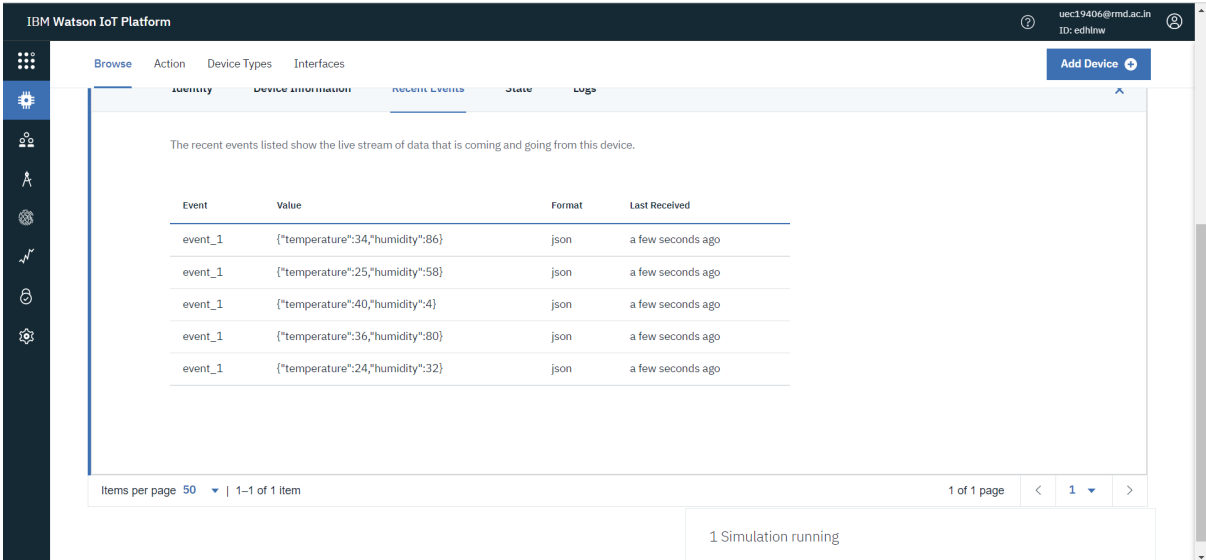 IBM Watson IoT Platform
uec19406@rmd.ac.in
ID: edhlnw
Browse Action Device Types Interfaces
Add Device
Identity Device Information Recent Events State Logs
The recent events listed show the live stream of data that is coming and going from this device.
Event Value Format Last Received
event_1 {"temperature":34,"humidity":86} json a few seconds ago
event_1 {"temperature":25,"humidity":58} json a few seconds ago
event_1 {"temperature":40,"humidity":4} json a few seconds ago
event_1 {"temperature":36,"humidity":80} json a few seconds ago
event_1 {"temperature":24,"humidity":32} json a few seconds ago
Items per page 50 | 1–1 of 1 item 1 of 1 page 1
1 Simulation running